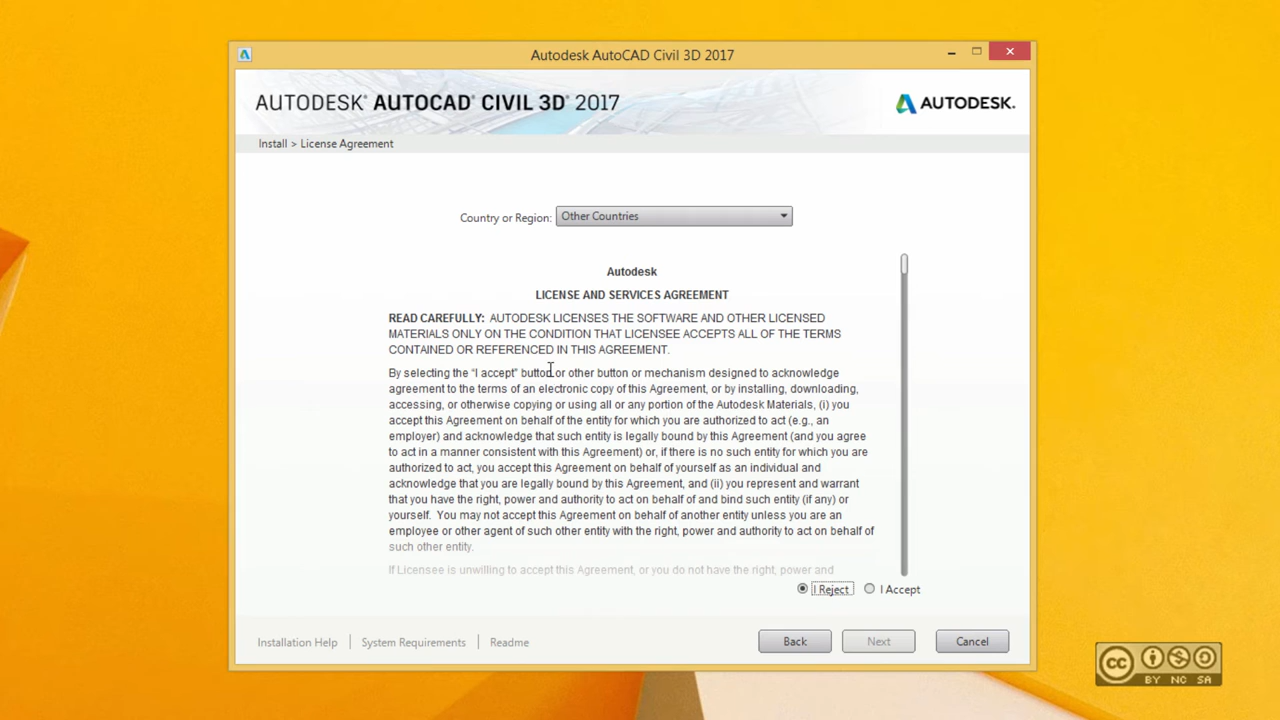 Autodesk AutoCAD Civil 3D 2017
AUTODESK® AUTOCAD® CIVIL 3D® 2017
AUTODESK.
Install > License Agreement
Country or Region: Other Countries
Autodesk
LICENSE AND SERVICES AGREEMENT
READ CAREFULLY: AUTODESK LICENSES THE SOFTWARE AND OTHER LICENSED
MATERIALS ONLY ON THE CONDITION THAT LICENSEE ACCEPTS ALL OF THE TERMS
CONTAINED OR REFERENCED IN THIS AGREEMENT.
By selecting the “I accept” button or other button or mechanism designed to acknowledge
agreement to the terms of an electronic copy of this Agreement, or by installing, downloading,
accessing, or otherwise copying or using all or any portion of the Autodesk Materials, (i) you
accept this Agreement on behalf of the entity for which you are authorized to act (e.g., an
employer) and acknowledge that such entity is legally bound by this Agreement (and you agree
to act in a manner consistent with this Agreement) or, if there is no such entity for which you are
authorized to act, you accept this Agreement on behalf of yourself as an individual and
acknowledge that you are legally bound by this Agreement, and (ii) you represent and warrant
that you have the right, power and authority to act on behalf of and bind such entity (if any) or
yourself. You may not accept this Agreement on behalf of another entity unless you are an
employee or other agent of such other entity with the right, power and authority to act on behalf of
such other entity.
If Licensee is unwilling to accept this Agreement, or you do not have the right, power and
I Reject I Accept
Installation Help System Requirements Readme
Back Next Cancel
cc
BY NC SA